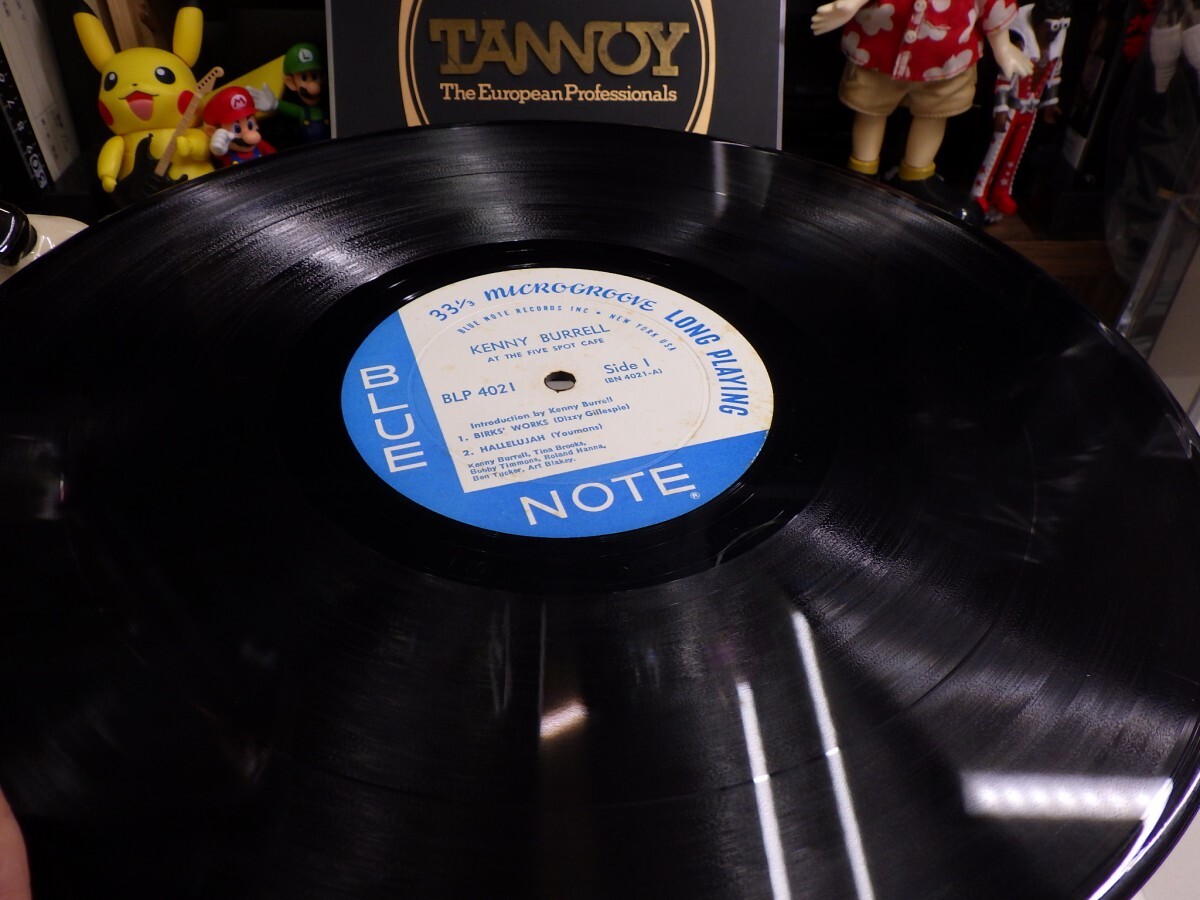 TANNOY
The European Professionals
L
M
33 1/3 MICROGROOVE LONG PLAYING
BLUE NOTE RECORDS INC • NEW YORK USA
KENNY BURRELL
AT THE FIVE SPOT CAFE
BLP 4021
Side 1
(BN 4021-A)
Introduction by Kenny Burrell
1. BIRKS' WORKS (Dizzy Gillespie)
2. HALLELUJAH (Youmans)
Kenny Burrell, Tina Brooks,
Bobby Timmons, Roland Hanna,
Ben Tucker, Art Blakey.
BLUE
NOTE®